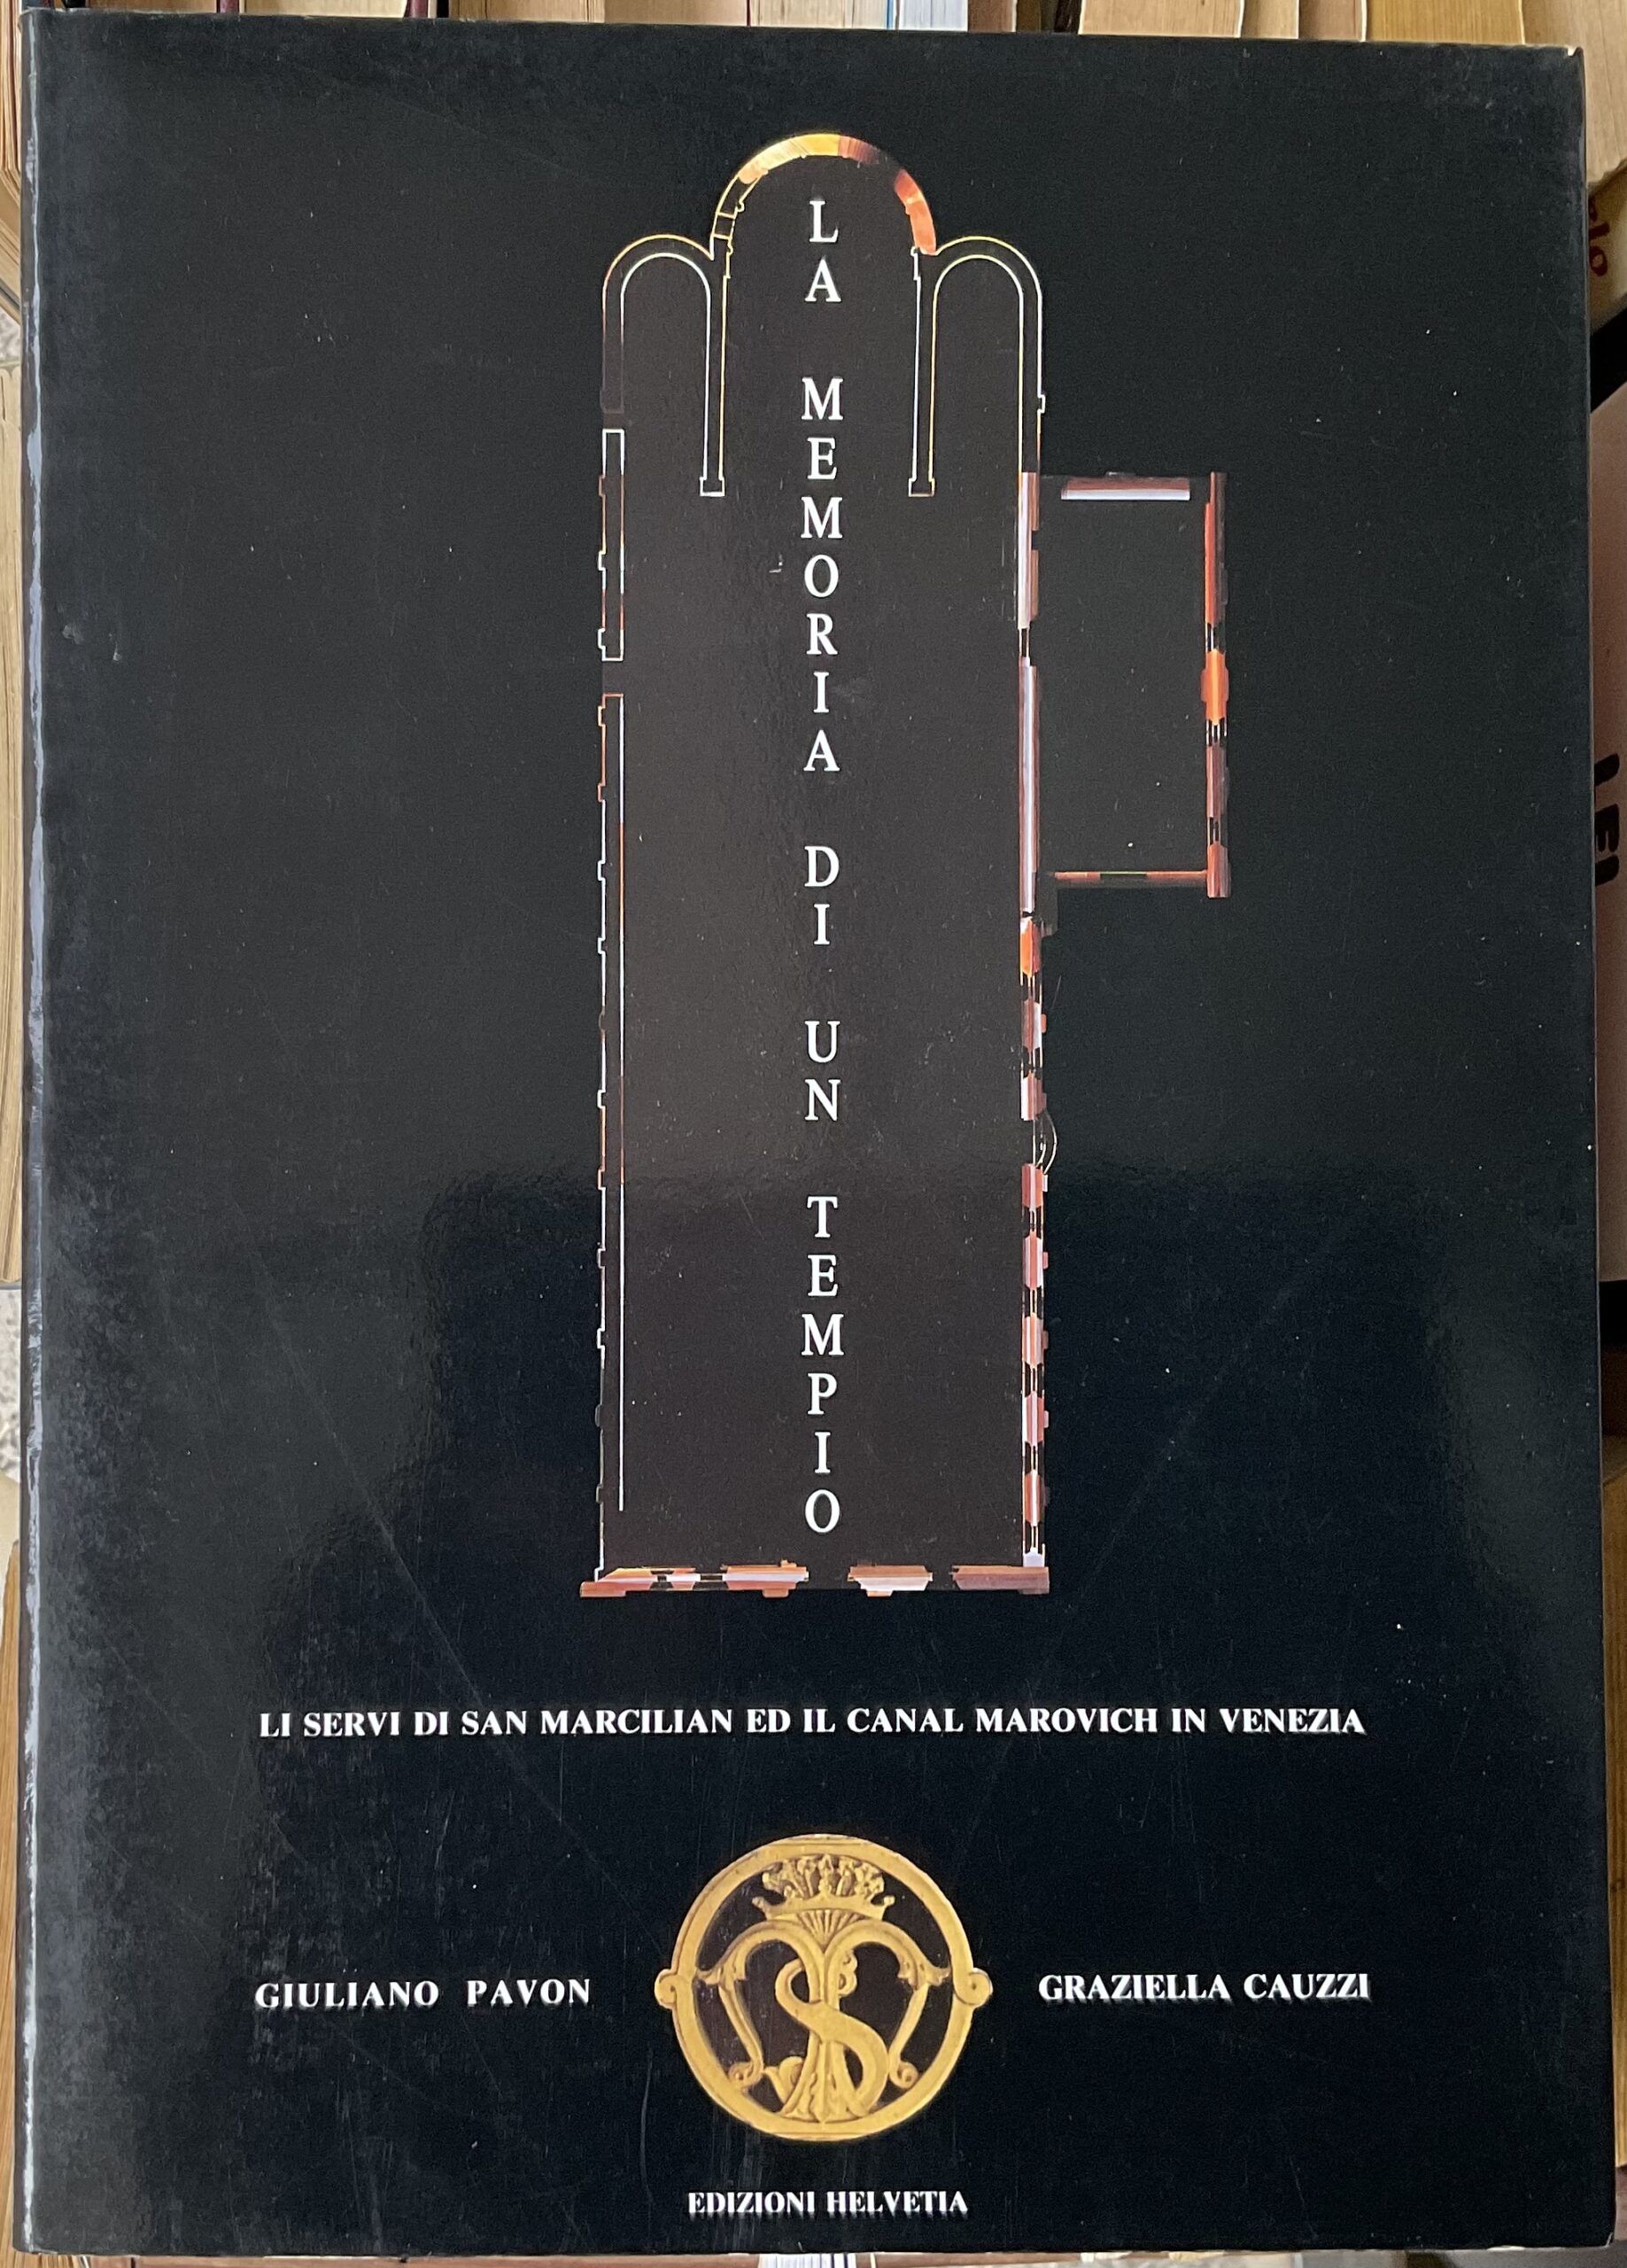 LA MEMORIA DI UN TEMPIO
LI SERVI DI SAN MARCILIAN ED IL CANAL MAROVICH IN VENEZIA
GIULIANO PAVON
GRAZIELLA CAUZZI
EDIZIONI HELVETIA